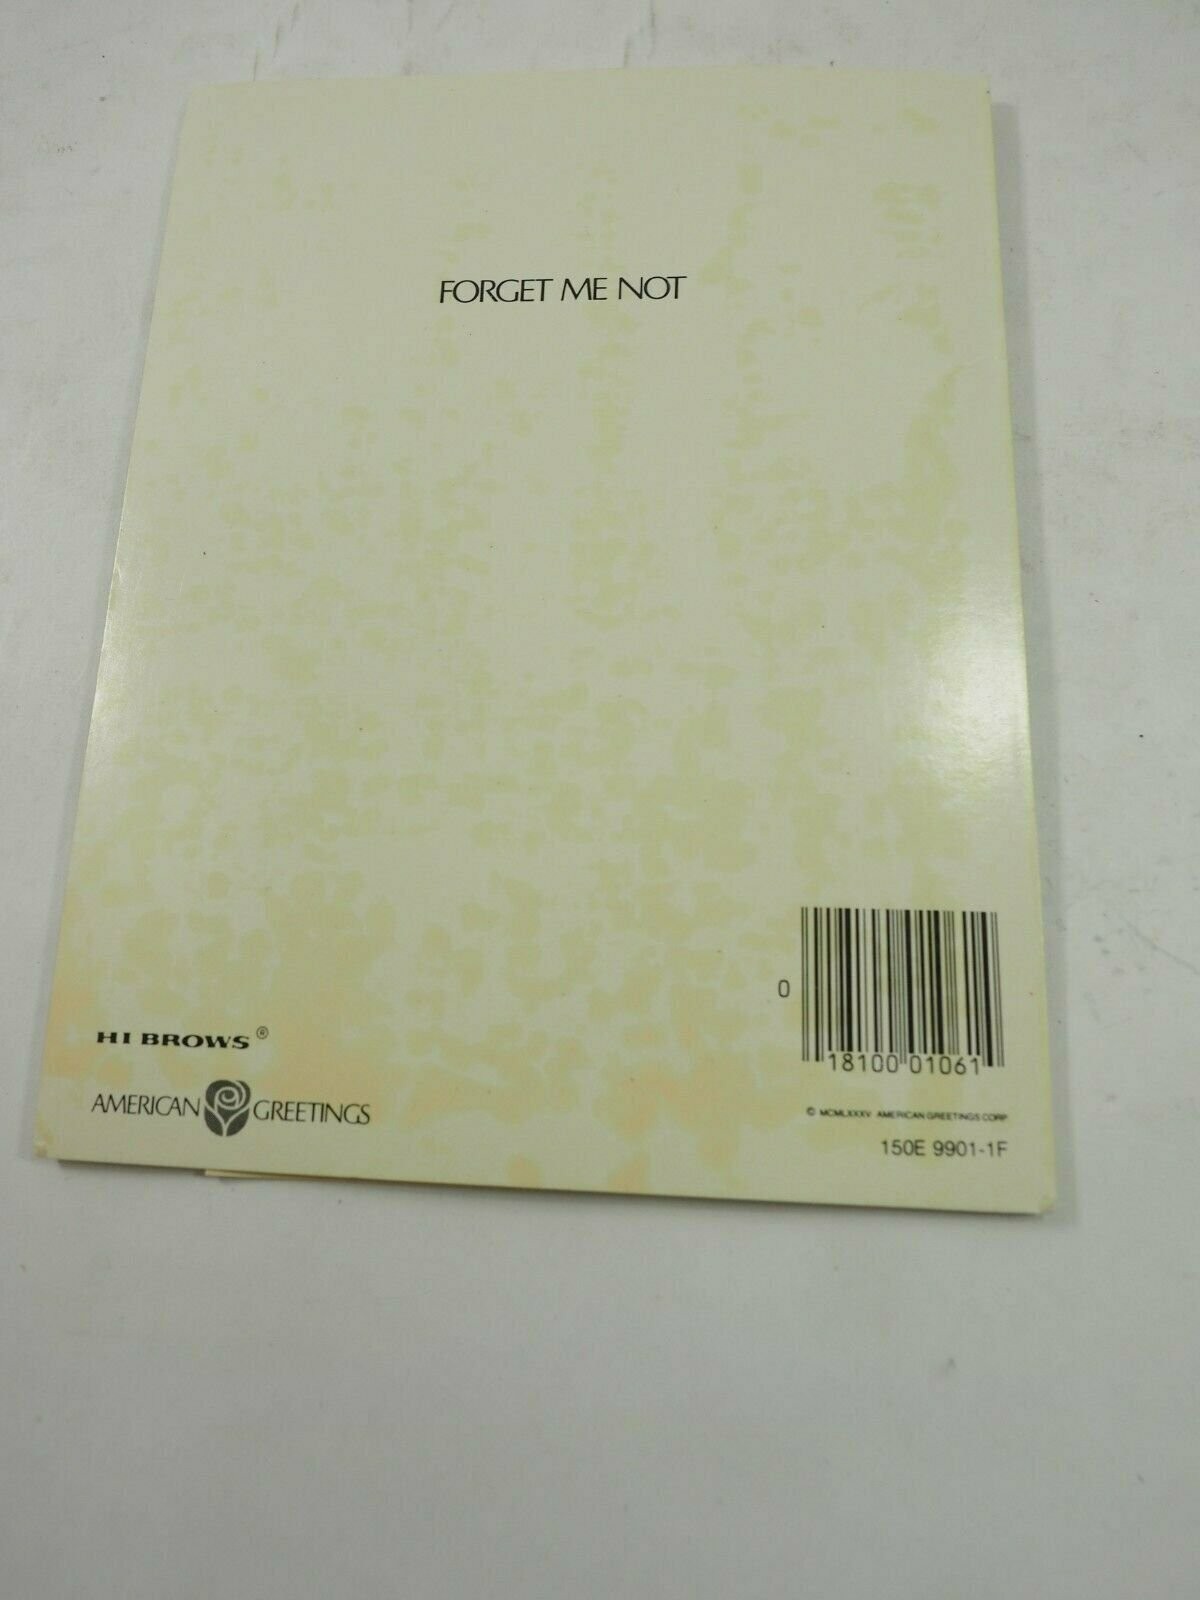 FORGET ME NOT
0
18100 01061
HI BROWS ®
AMERICAN GREETINGS
© MCMLXXXV AMERICAN GREETINGS CORP
150E 9901-1F